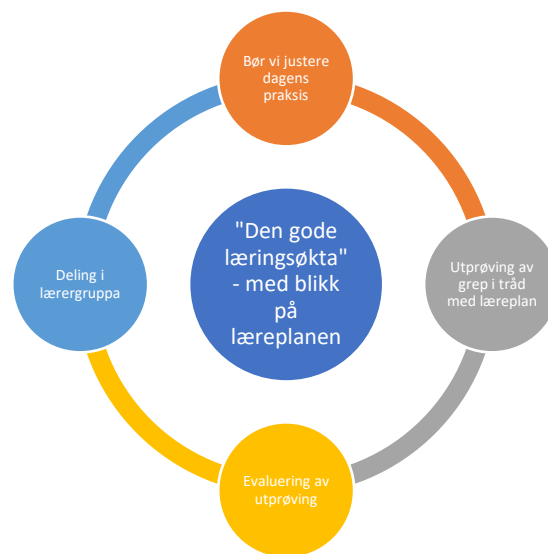 Bør vi justere
dagens
praksis
"Den gode
læringsøkta"
- med blikk
på
læreplanen
Deling i
lærergruppa
Utprøving av
grep i tråd
med læreplan
Evaluering av
utprøving